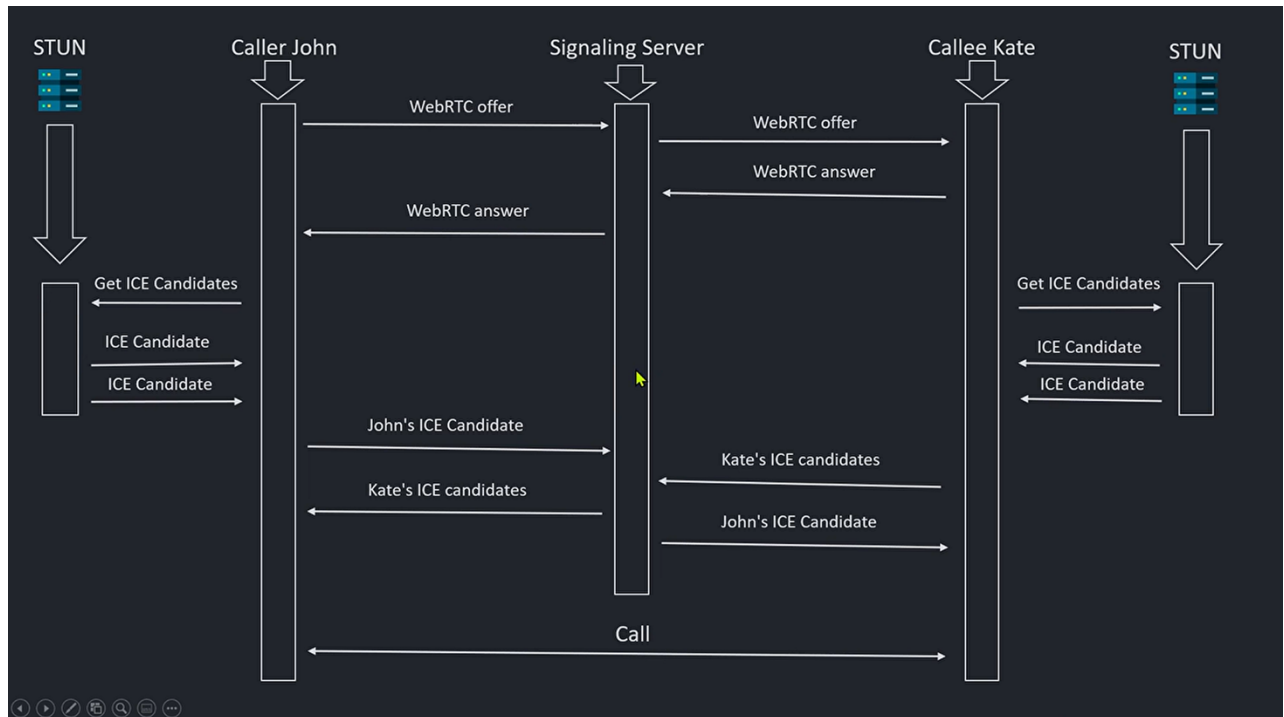 STUN
Caller John
Signaling Server
Callee Kate
STUN
WebRTC offer
WebRTC offer
WebRTC answer
WebRTC answer
Get ICE Candidates
Get ICE Candidates
ICE Candidate
ICE Candidate
ICE Candidate
ICE Candidate
John's ICE Candidate
Kate's ICE candidates
Kate's ICE candidates
John's ICE Candidate
Call